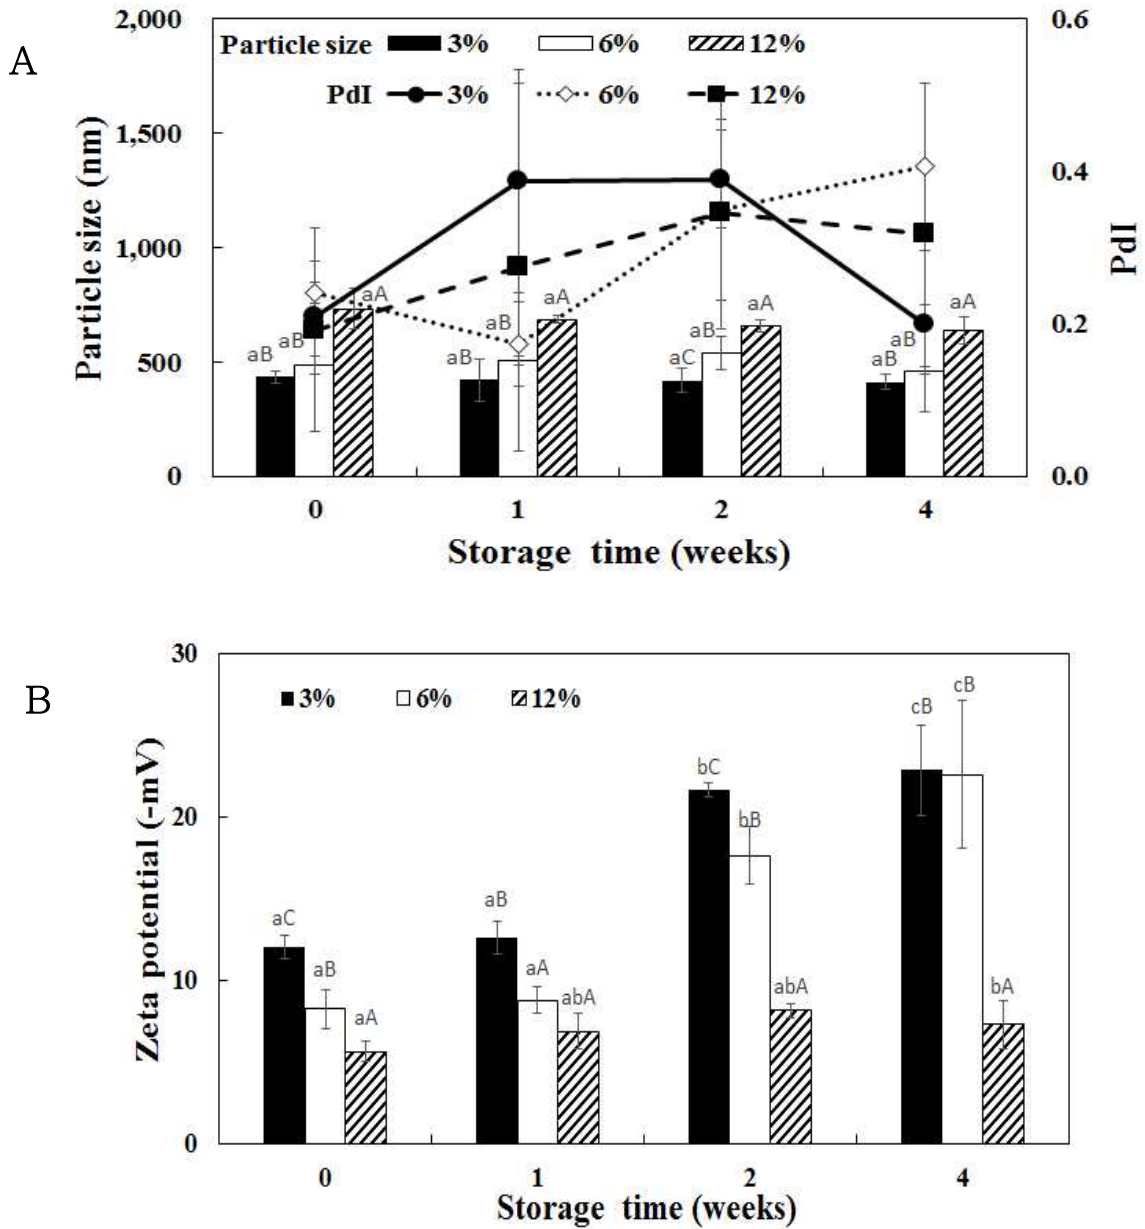 A
2,000
1,500
1,000
500
0
Particle size (nm)
Particle size 3% 6% 12%
PdI 3% 6% 12%
0.6
0.4
0.2
0.0
PdI
aB aB aA
aB aB aA
aC aB aA
aB aB aA
0 1 2 4
Storage time (weeks)
B
30
20
10
0
Zeta potential (-mV)
3% 6% 12%
aC aB aA
aB aA abA
bC bB abA
cB cB bA
0 1 2 4
Storage time (weeks)